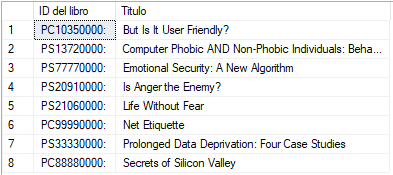 ID del libro Titulo
1 PC10350000: But Is It User Friendly?
2 PS13720000: Computer Phobic AND Non-Phobic Individuals: Beha...
3 PS77770000: Emotional Security: A New Algorithm
4 PS20910000: Is Anger the Enemy?
5 PS21060000: Life Without Fear
6 PC99990000: Net Etiquette
7 PS33330000: Prolonged Data Deprivation: Four Case Studies
8 PC88880000: Secrets of Silicon Valley